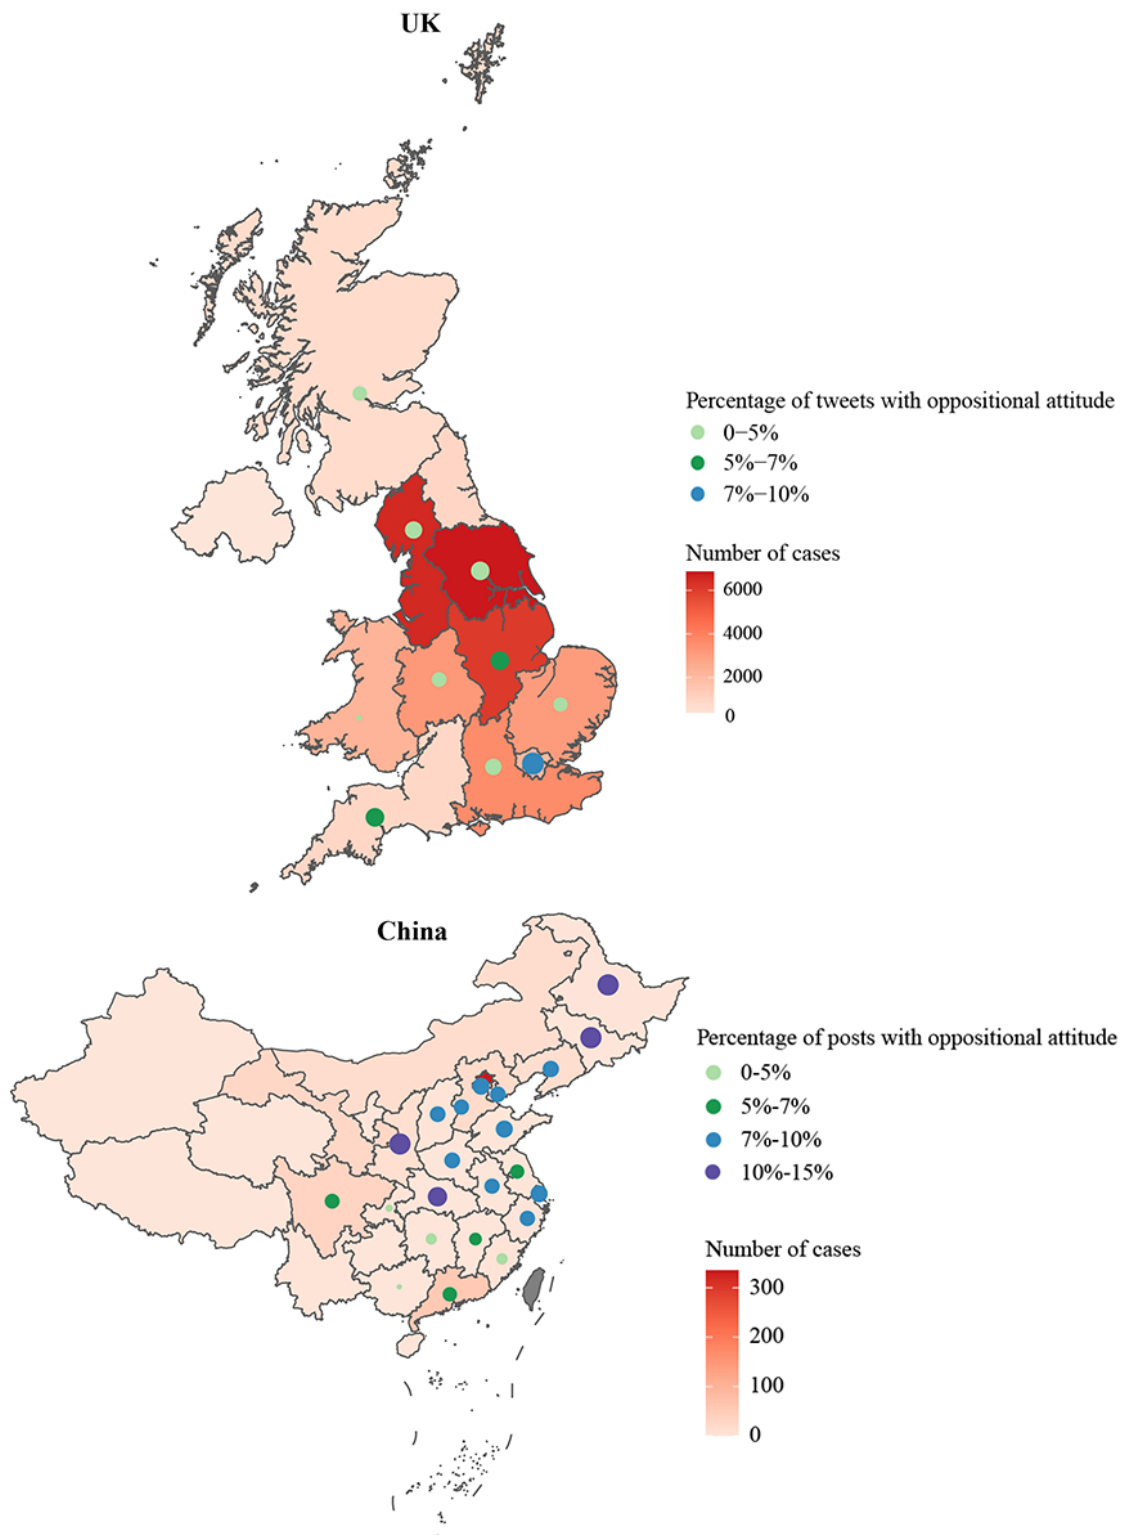 UK
Percentage of tweets with oppositional attitude
0−5%
5%−7%
7%−10%
Number of cases
6000
4000
2000
0
China
Percentage of posts with oppositional attitude
0-5%
5%-7%
7%-10%
10%-15%
Number of cases
300
200
100
0